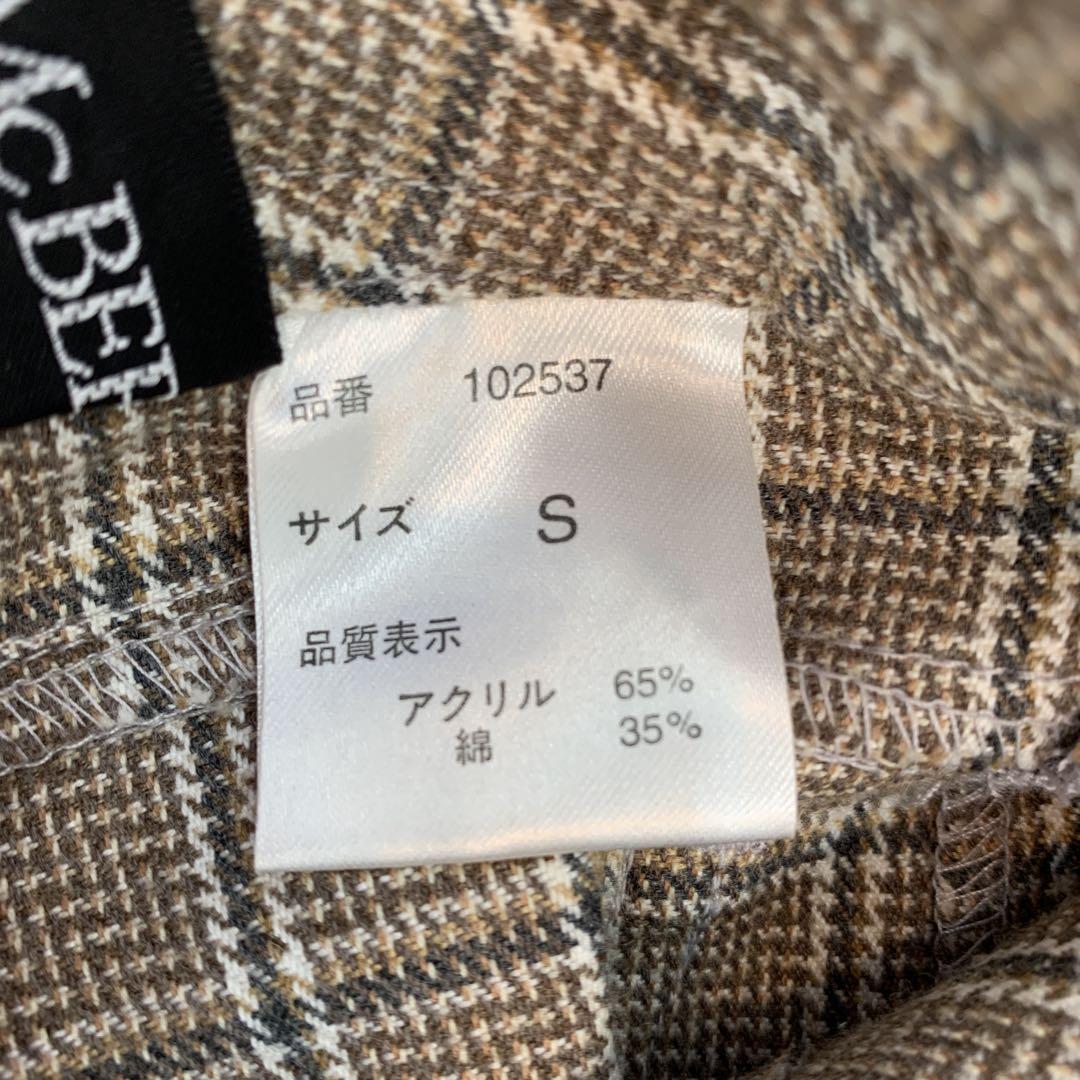 品番 102537
サイズ S
品質表示
アクリル 65%
綿 35%